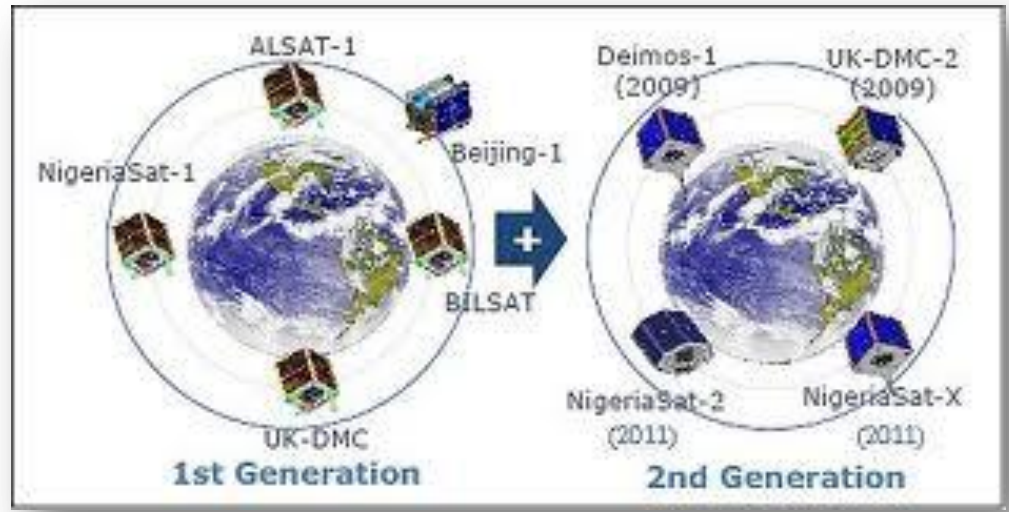 ALSAT-1
Beijing-1
NigeriaSat-1
BILSAT
UK-DMC
1st Generation
+
Deimos-1
(2009)
UK-DMC-2
(2009)
NigeriaSat-2
(2011)
NigeriaSat-X
(2011)
2nd Generation